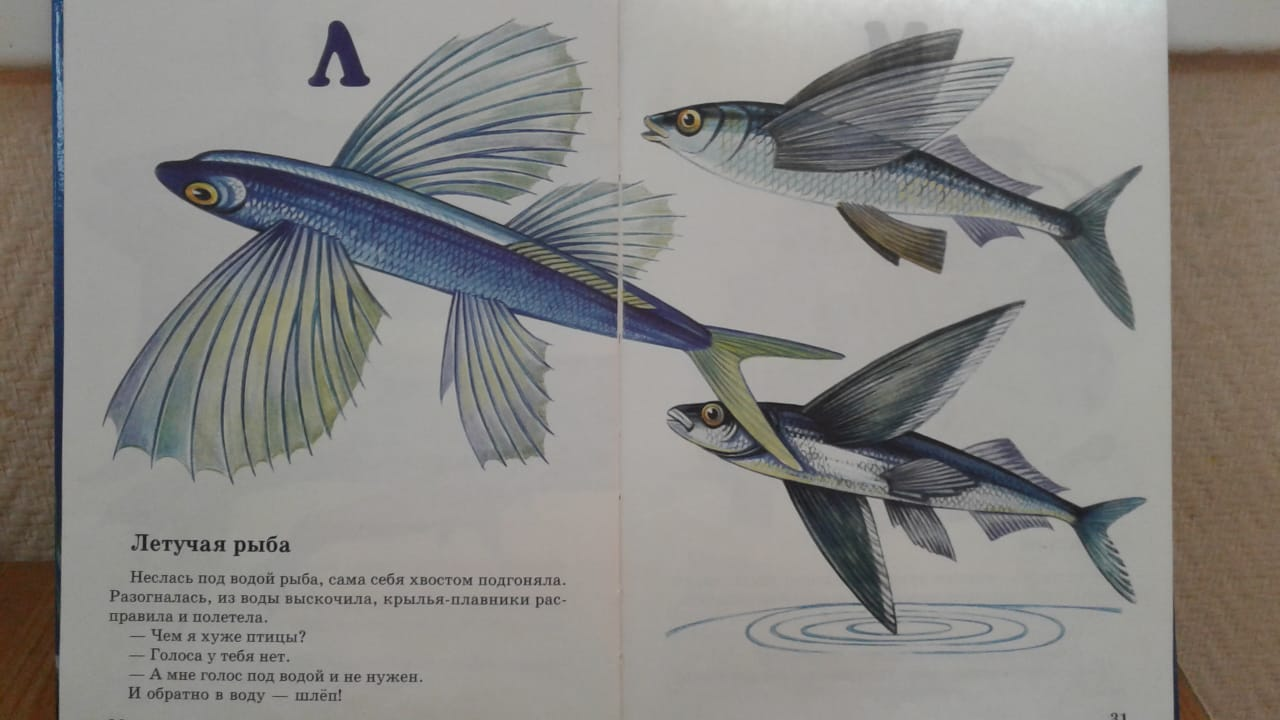 Л
Летучая рыба
Неслась под водой рыба, сама себя хвостом подгоняла.
Разогналась, из воды выскочила, крылья-плавники рас-
правила и полетела.
— Чем я хуже птицы?
— Голоса у тебя нет.
— А мне голос под водой и не нужен.
И обратно в воду — шлёп!
31